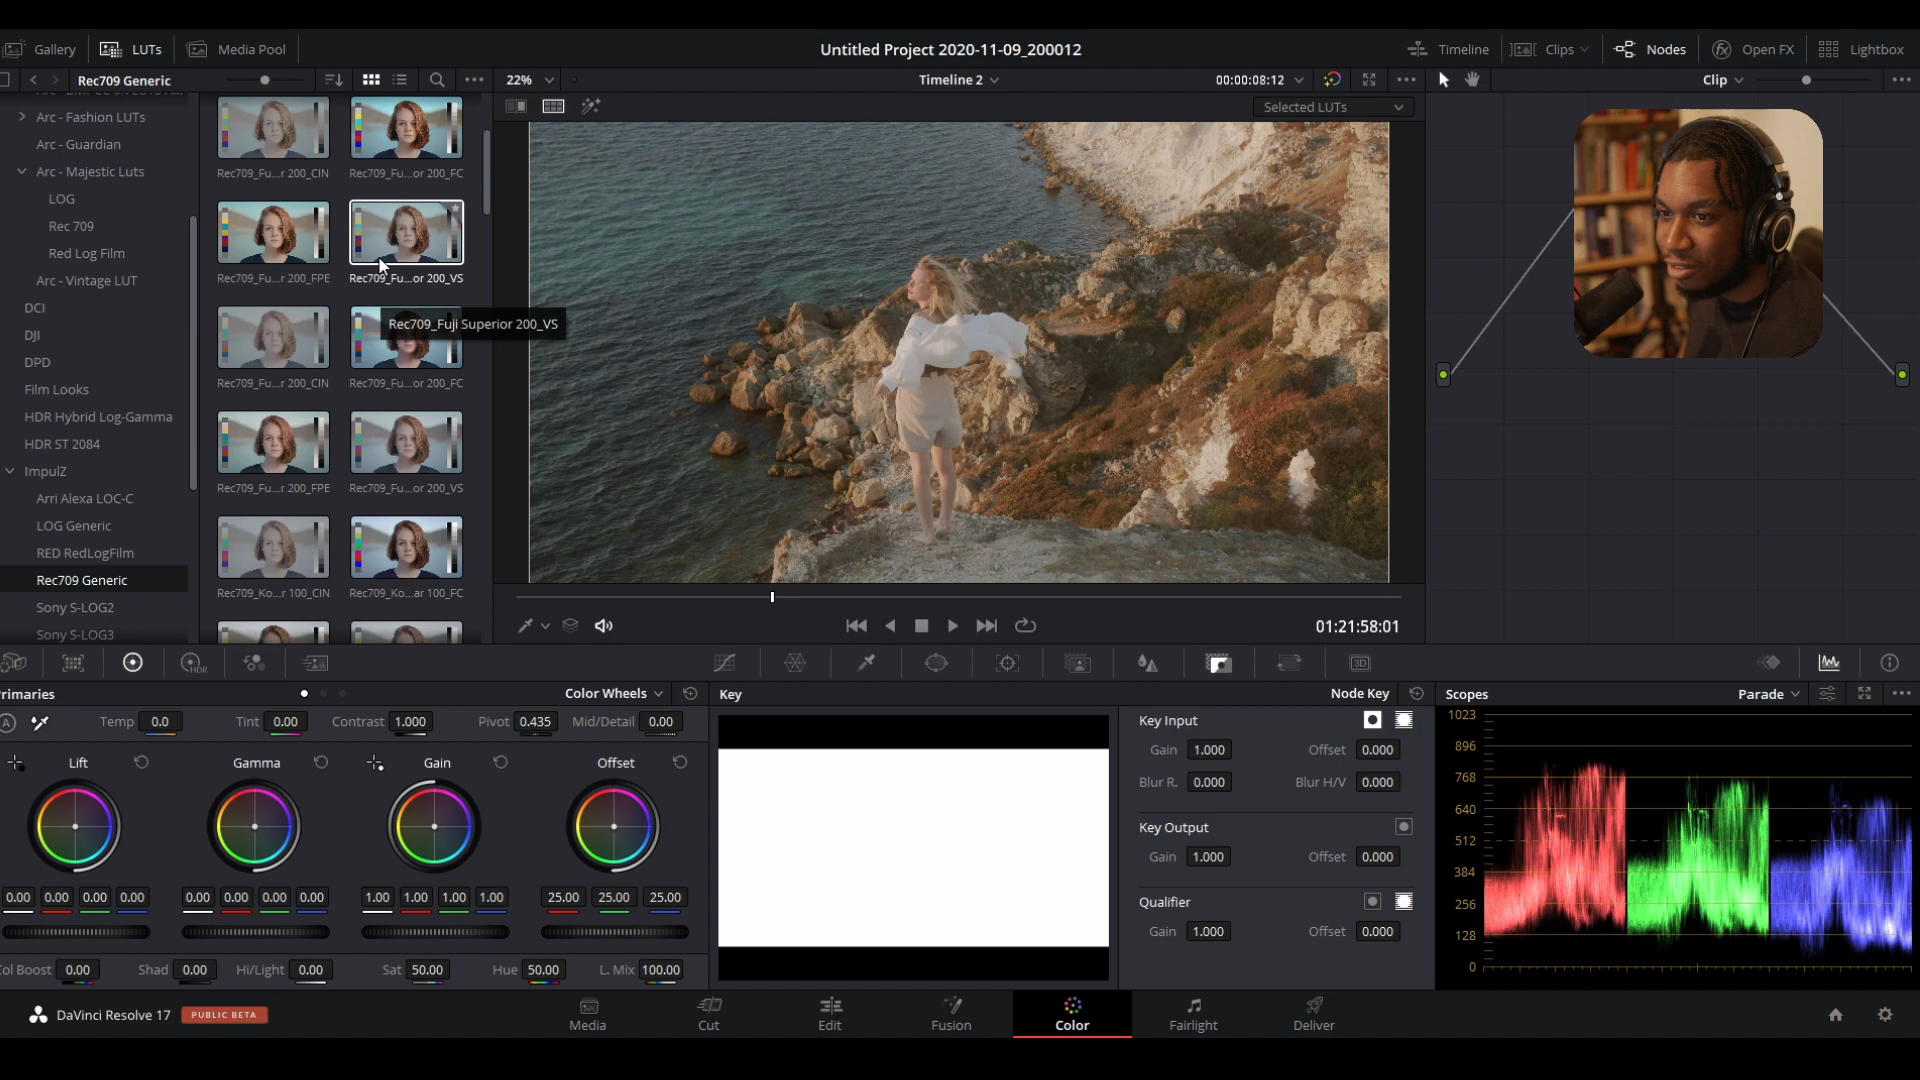 Gallery LUTs Media Pool Untitled Project 2020-11-09_200012 Timeline Clips Nodes Open FX Lightbox
Rec709 Generic 22% Timeline 2 00:00:08:12 Clip
Selected LUTs
Arc - Fashion LUTs
Arc - Guardian
Arc - Majestic Luts
LOG
Rec 709
Red Log Film
Arc - Vintage LUT
DCI
DJI
DPD
Film Looks
HDR Hybrid Log-Gamma
HDR ST 2084
ImpulZ
Arri Alexa LOC-C
LOG Generic
RED RedLogFilm
Rec709 Generic
Sony S-LOG2
Sony S-LOG3
Rec709_Fu...r 200_CIN Rec709_Fu...or 200_FC
Rec709_Fu...r 200_FPE Rec709_Fu...or 200_VS
Rec709_Fuji Superior 200_VS
Rec709_Fu...r 200_CIN Rec709_Fu...or 200_FC
Rec709_Fu...r 200_FPE Rec709_Fu...or 200_VS
Rec709_Ko...r 100_CIN Rec709_Ko...ar 100_FC
01:21:58:01
HDR 3D
rimaries Color Wheels Key Node Key Scopes Parade
A Temp 0.0 Tint 0.00 Contrast 1.000 Pivot 0.435 Mid/Detail 0.00
Lift Gamma Gain Offset
0.00 0.00 0.00 0.00 0.00 0.00 0.00 0.00 1.00 1.00 1.00 1.00 25.00 25.00 25.00
ol Boost 0.00 Shad 0.00 Hi/Light 0.00 Sat 50.00 Hue 50.00 L. Mix 100.00
Key Input
Gain 1.000 Offset 0.000
Blur R. 0.000 Blur H/V 0.000
Key Output
Gain 1.000 Offset 0.000
Qualifier
Gain 1.000 Offset 0.000
1023
896
768
640
512
384
256
128
0
DaVinci Resolve 17 PUBLIC BETA Media Cut Edit Fusion Color Fairlight Deliver